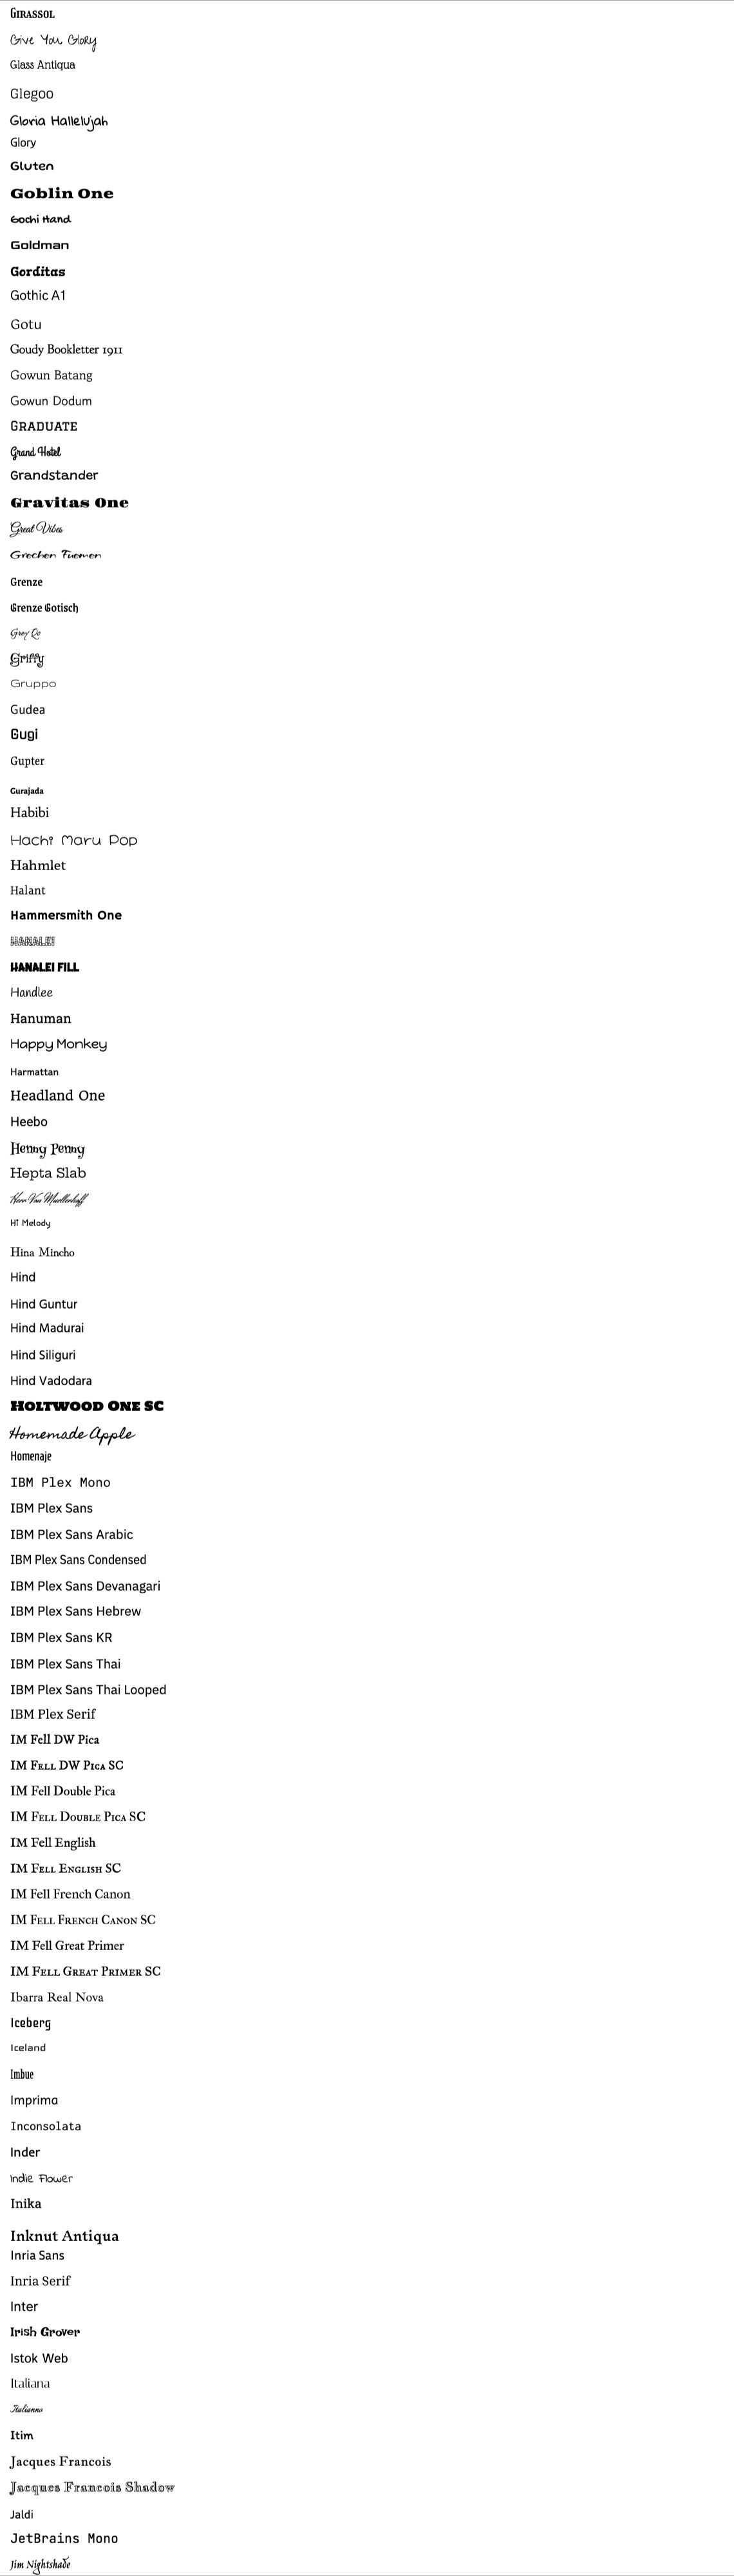 Girassol
Give You Glory
Glass Antiqua
Glegoo
Gloria Hallelujah
Glory
Gluten
Goblin One
Gochi Hand
Goldman
Gorditas
Gothic A1
Gotu
Goudy Bookletter 1911
Gowun Batang
Gowun Dodum
Graduate
Grand Hotel
Grandstander
Gravitas One
Great Vibes
Grechen Fuemen
Grenze
Grenze Gotisch
Grey Qo
Griffy
Gruppo
Gudea
Gugi
Gupter
Gurajada
Habibi
Hachi Maru Pop
Hahmlet
Halant
Hammersmith One
HANALEI
HANALEI FILL
Handlee
Hanuman
Happy Monkey
Harmattan
Headland One
Heebo
Henny Penny
Hepta Slab
Herr Von Muellerhoff
Hi Melody
Hina Mincho
Hind
Hind Guntur
Hind Madurai
Hind Siliguri
Hind Vadodara
Holtwood One SC
Homemade Apple
Homenaje
IBM Plex Mono
IBM Plex Sans
IBM Plex Sans Arabic
IBM Plex Sans Condensed
IBM Plex Sans Devanagari
IBM Plex Sans Hebrew
IBM Plex Sans KR
IBM Plex Sans Thai
IBM Plex Sans Thai Looped
IBM Plex Serif
IM Fell DW Pica
IM Fell DW Pica SC
IM Fell Double Pica
IM Fell Double Pica SC
IM Fell English
IM Fell English SC
IM Fell French Canon
IM Fell French Canon SC
IM Fell Great Primer
IM Fell Great Primer SC
Ibarra Real Nova
Iceberg
Iceland
Imbue
Imprima
Inconsolata
Inder
Indie Flower
Inika
Inknut Antiqua
Inria Sans
Inria Serif
Inter
Irish Grover
Istok Web
Italiana
Italianno
Itim
Jacques Francois
Jacques Francois Shadow
Jaldi
JetBrains Mono
Jim Nightshade